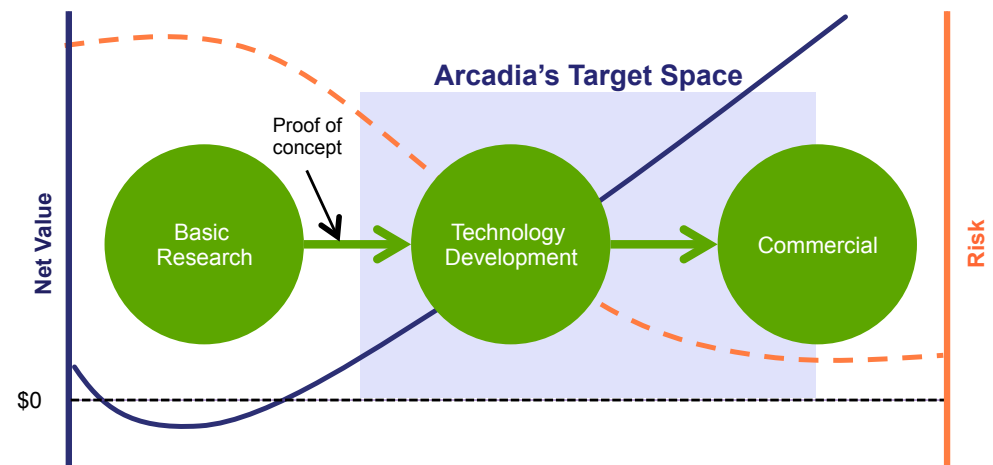 Arcadia’s Target Space
Proof of
concept
Basic
Research
Technology
Development
Commercial
Net Value
Risk
$0